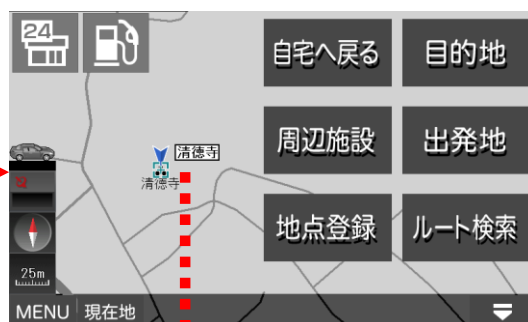 24
自宅へ戻る
目的地
周辺施設
出発地
清徳寺
清徳寺
地点登録
ルート検索
25m
MENU
現在地